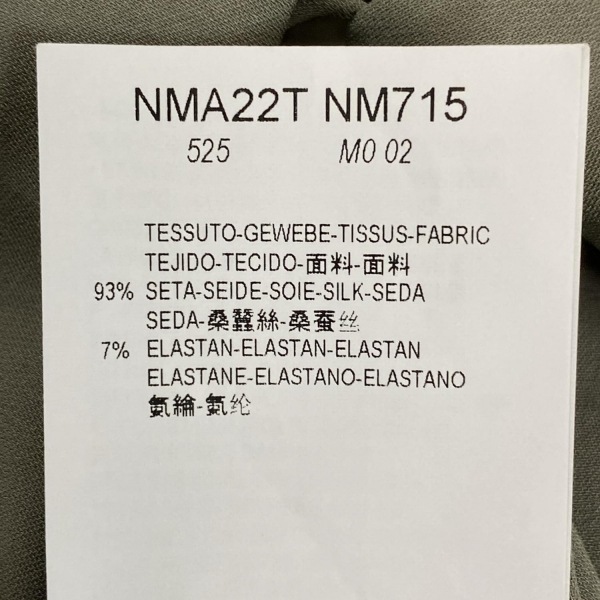 NMA22T NM715
525 M0 02
TESSUTO-GEWEBE-TISSUS-FABRIC
TEJIDO-TECIDO-面料-面料
93% SETA-SEIDE-SOIE-SILK-SEDA
SEDA-桑蠶絲-桑蚕丝
7% ELASTAN-ELASTAN-ELASTAN
ELASTANE-ELASTANO-ELASTANO
氨綸-氨纶